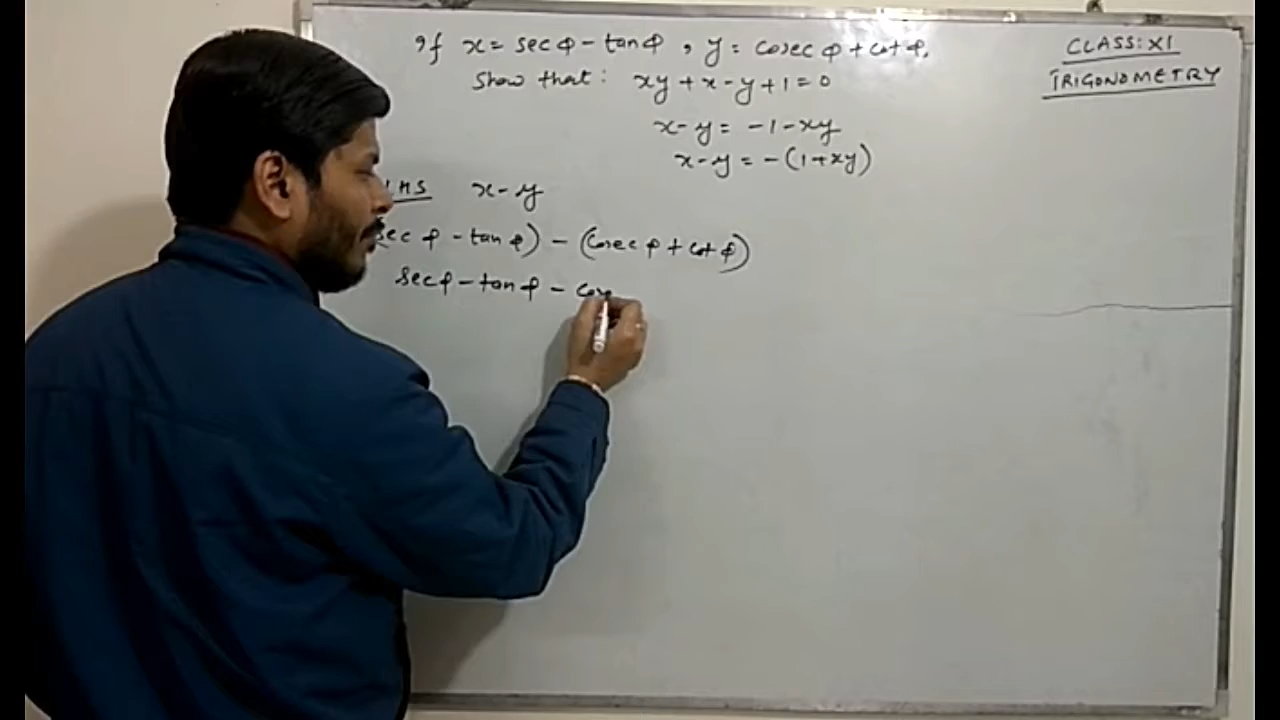 If x = sec φ - tan φ , y = cosec φ + cot φ.
Show that : xy + x - y + 1 = 0
x - y = -1 - xy
x - y = -(1 + xy)
LHS x - y
sec φ - tan φ) - (cosec φ + cot φ)
sec φ - tan φ - cos
CLASS: XI
TRIGONOMETRY